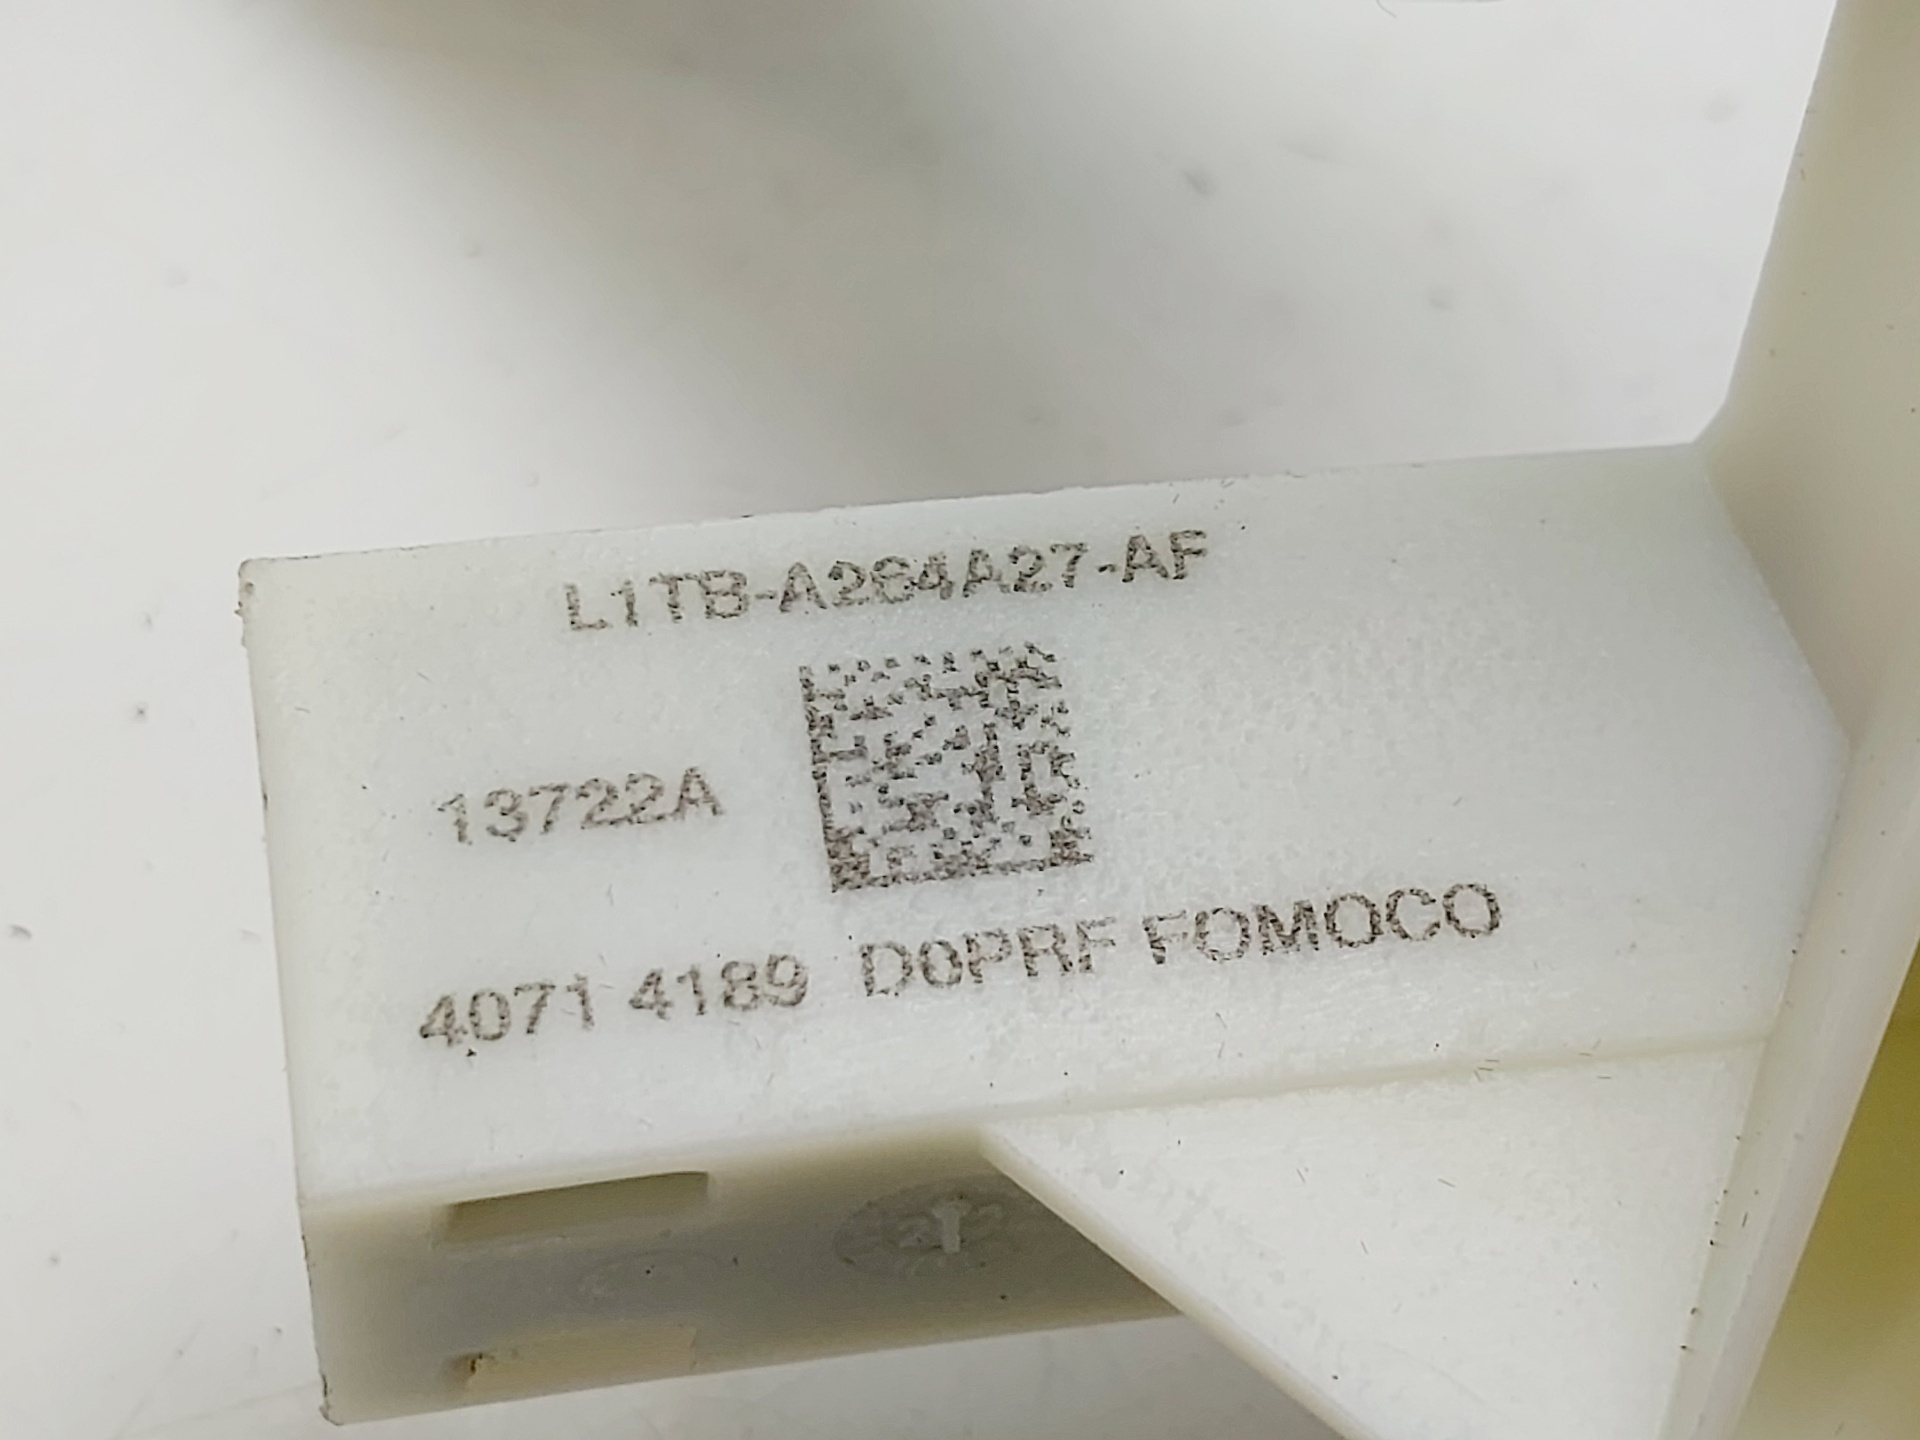 L1TB-A264A27-AF
13722A
4071 4189 D0PRF FOMOCO